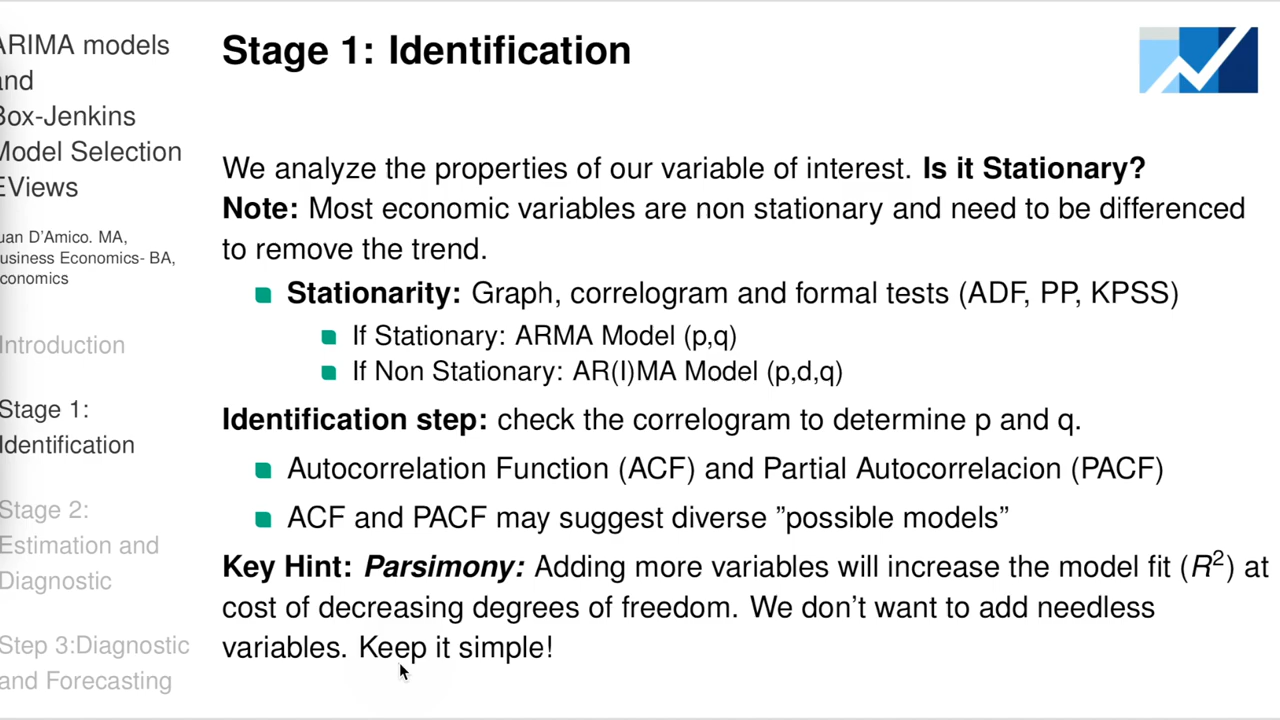 ARIMA models
and
Box-Jenkins
Model Selection
EViews
uan D'Amico. MA,
usiness Economics- BA,
conomics
Introduction
Stage 1:
Identification
Stage 2:
Estimation and
Diagnostic
Step 3:Diagnostic
and Forecasting
Stage 1: Identification
We analyze the properties of our variable of interest. Is it Stationary?
Note: Most economic variables are non stationary and need to be differenced
to remove the trend.
Stationarity: Graph, correlogram and formal tests (ADF, PP, KPSS)
If Stationary: ARMA Model (p,q)
If Non Stationary: AR(I)MA Model (p,d,q)
Identification step: check the correlogram to determine p and q.
Autocorrelation Function (ACF) and Partial Autocorrelacion (PACF)
ACF and PACF may suggest diverse ”possible models”
Key Hint: Parsimony: Adding more variables will increase the model fit (R²) at
cost of decreasing degrees of freedom. We don't want to add needless
variables. Keep it simple!